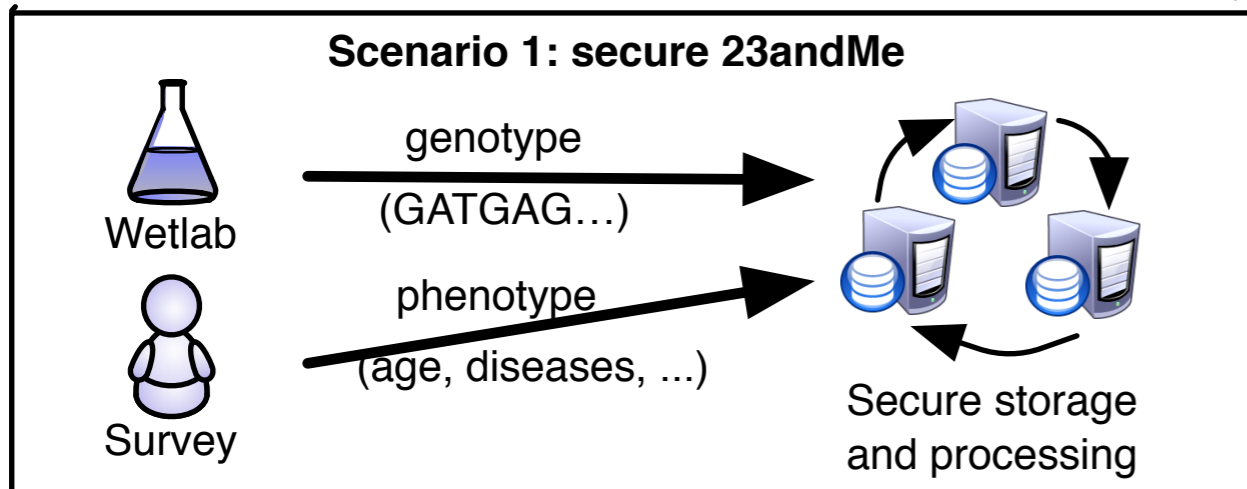 Scenario 1: secure 23andMe
genotype
(GATGAG…)
Wetlab
phenotype
(age, diseases, ...)
Survey
Secure storage
and processing